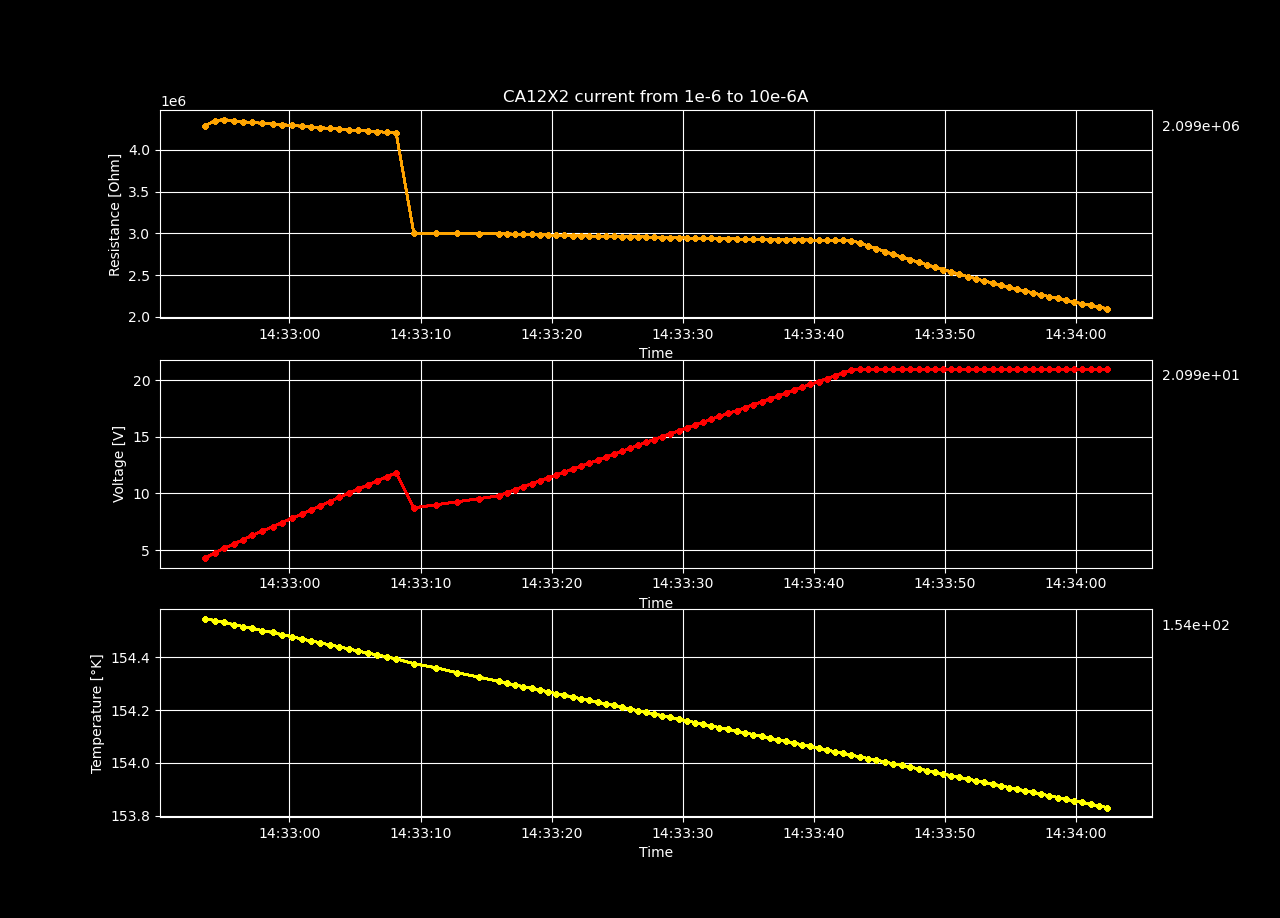 CA12X2 current from 1e-6 to 10e-6A
1e6
2.099e+06
Resistance [Ohm]
4.0
3.5
3.0
2.5
2.0
14:33:00 14:33:10 14:33:20 14:33:30 14:33:40 14:33:50 14:34:00
Time
2.099e+01
Voltage [V]
20
15
10
5
14:33:00 14:33:10 14:33:20 14:33:30 14:33:40 14:33:50 14:34:00
Time
1.54e+02
Temperature [°K]
154.4
154.2
154.0
153.8
14:33:00 14:33:10 14:33:20 14:33:30 14:33:40 14:33:50 14:34:00
Time